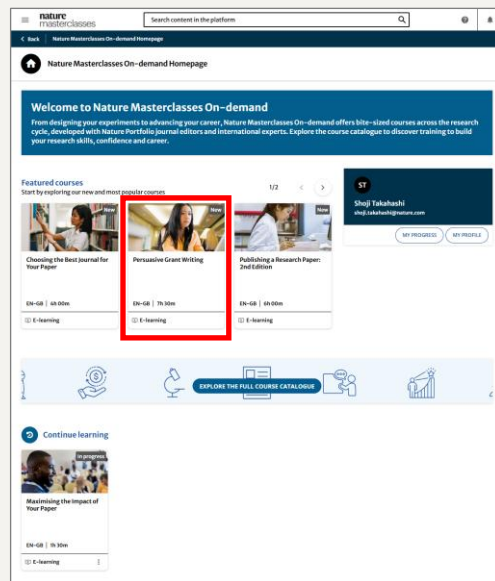 nature
masterclasses
Search content in the platform
Back
Nature Masterclasses On-demand Homepage
Nature Masterclasses On-demand Homepage
Welcome to Nature Masterclasses On-demand
From designing your experiments to advancing your career, Nature Masterclasses On-demand offers bite-sized courses across the research
cycle, developed with Nature Portfolio journal editors and international experts. Explore the course catalogue to discover training to build
your research skills, confidence and career.
Featured courses
Start by exploring our new and most popular courses
1/2
New
Choosing the Best Journal for
Your Paper
EN-GB | 4h 00m
E-learning
New
Persuasive Grant Writing
EN-GB | 7h 30m
E-learning
New
Publishing a Research Paper:
2nd Edition
EN-GB | 6h 00m
E-learning
ST
Shoji Takahashi
shoji.takahashi@nature.com
MY PROGRESS
MY PROFILE
EXPLORE THE FULL COURSE CATALOGUE
Continue learning
In progress
Maximising the Impact of
Your Paper
EN-GB | 1h 30m
E-learning